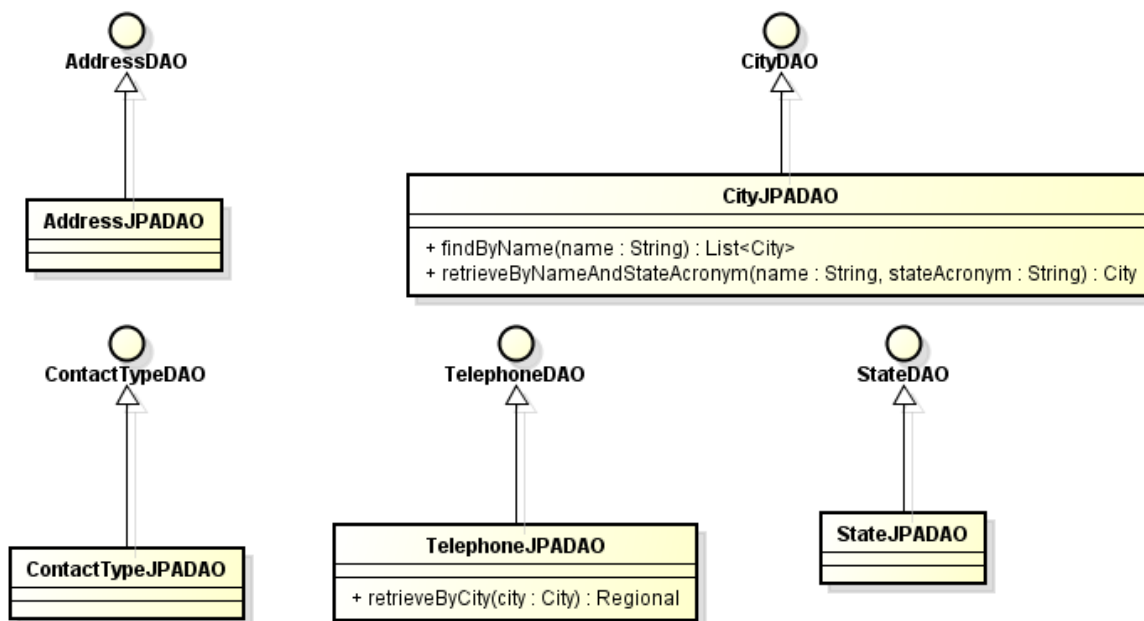 AddressDAO
CityDAO
AddressJPADAO
CityJPADAO
+ findByName(name : String) : List<City>
+ retrieveByNameAndStateAcronym(name : String, stateAcronym : String) : City
ContactTypeDAO
TelephoneDAO
StateDAO
ContactTypeJPADAO
TelephoneJPADAO
+ retrieveByCity(city : City) : Regional
StateJPADAO